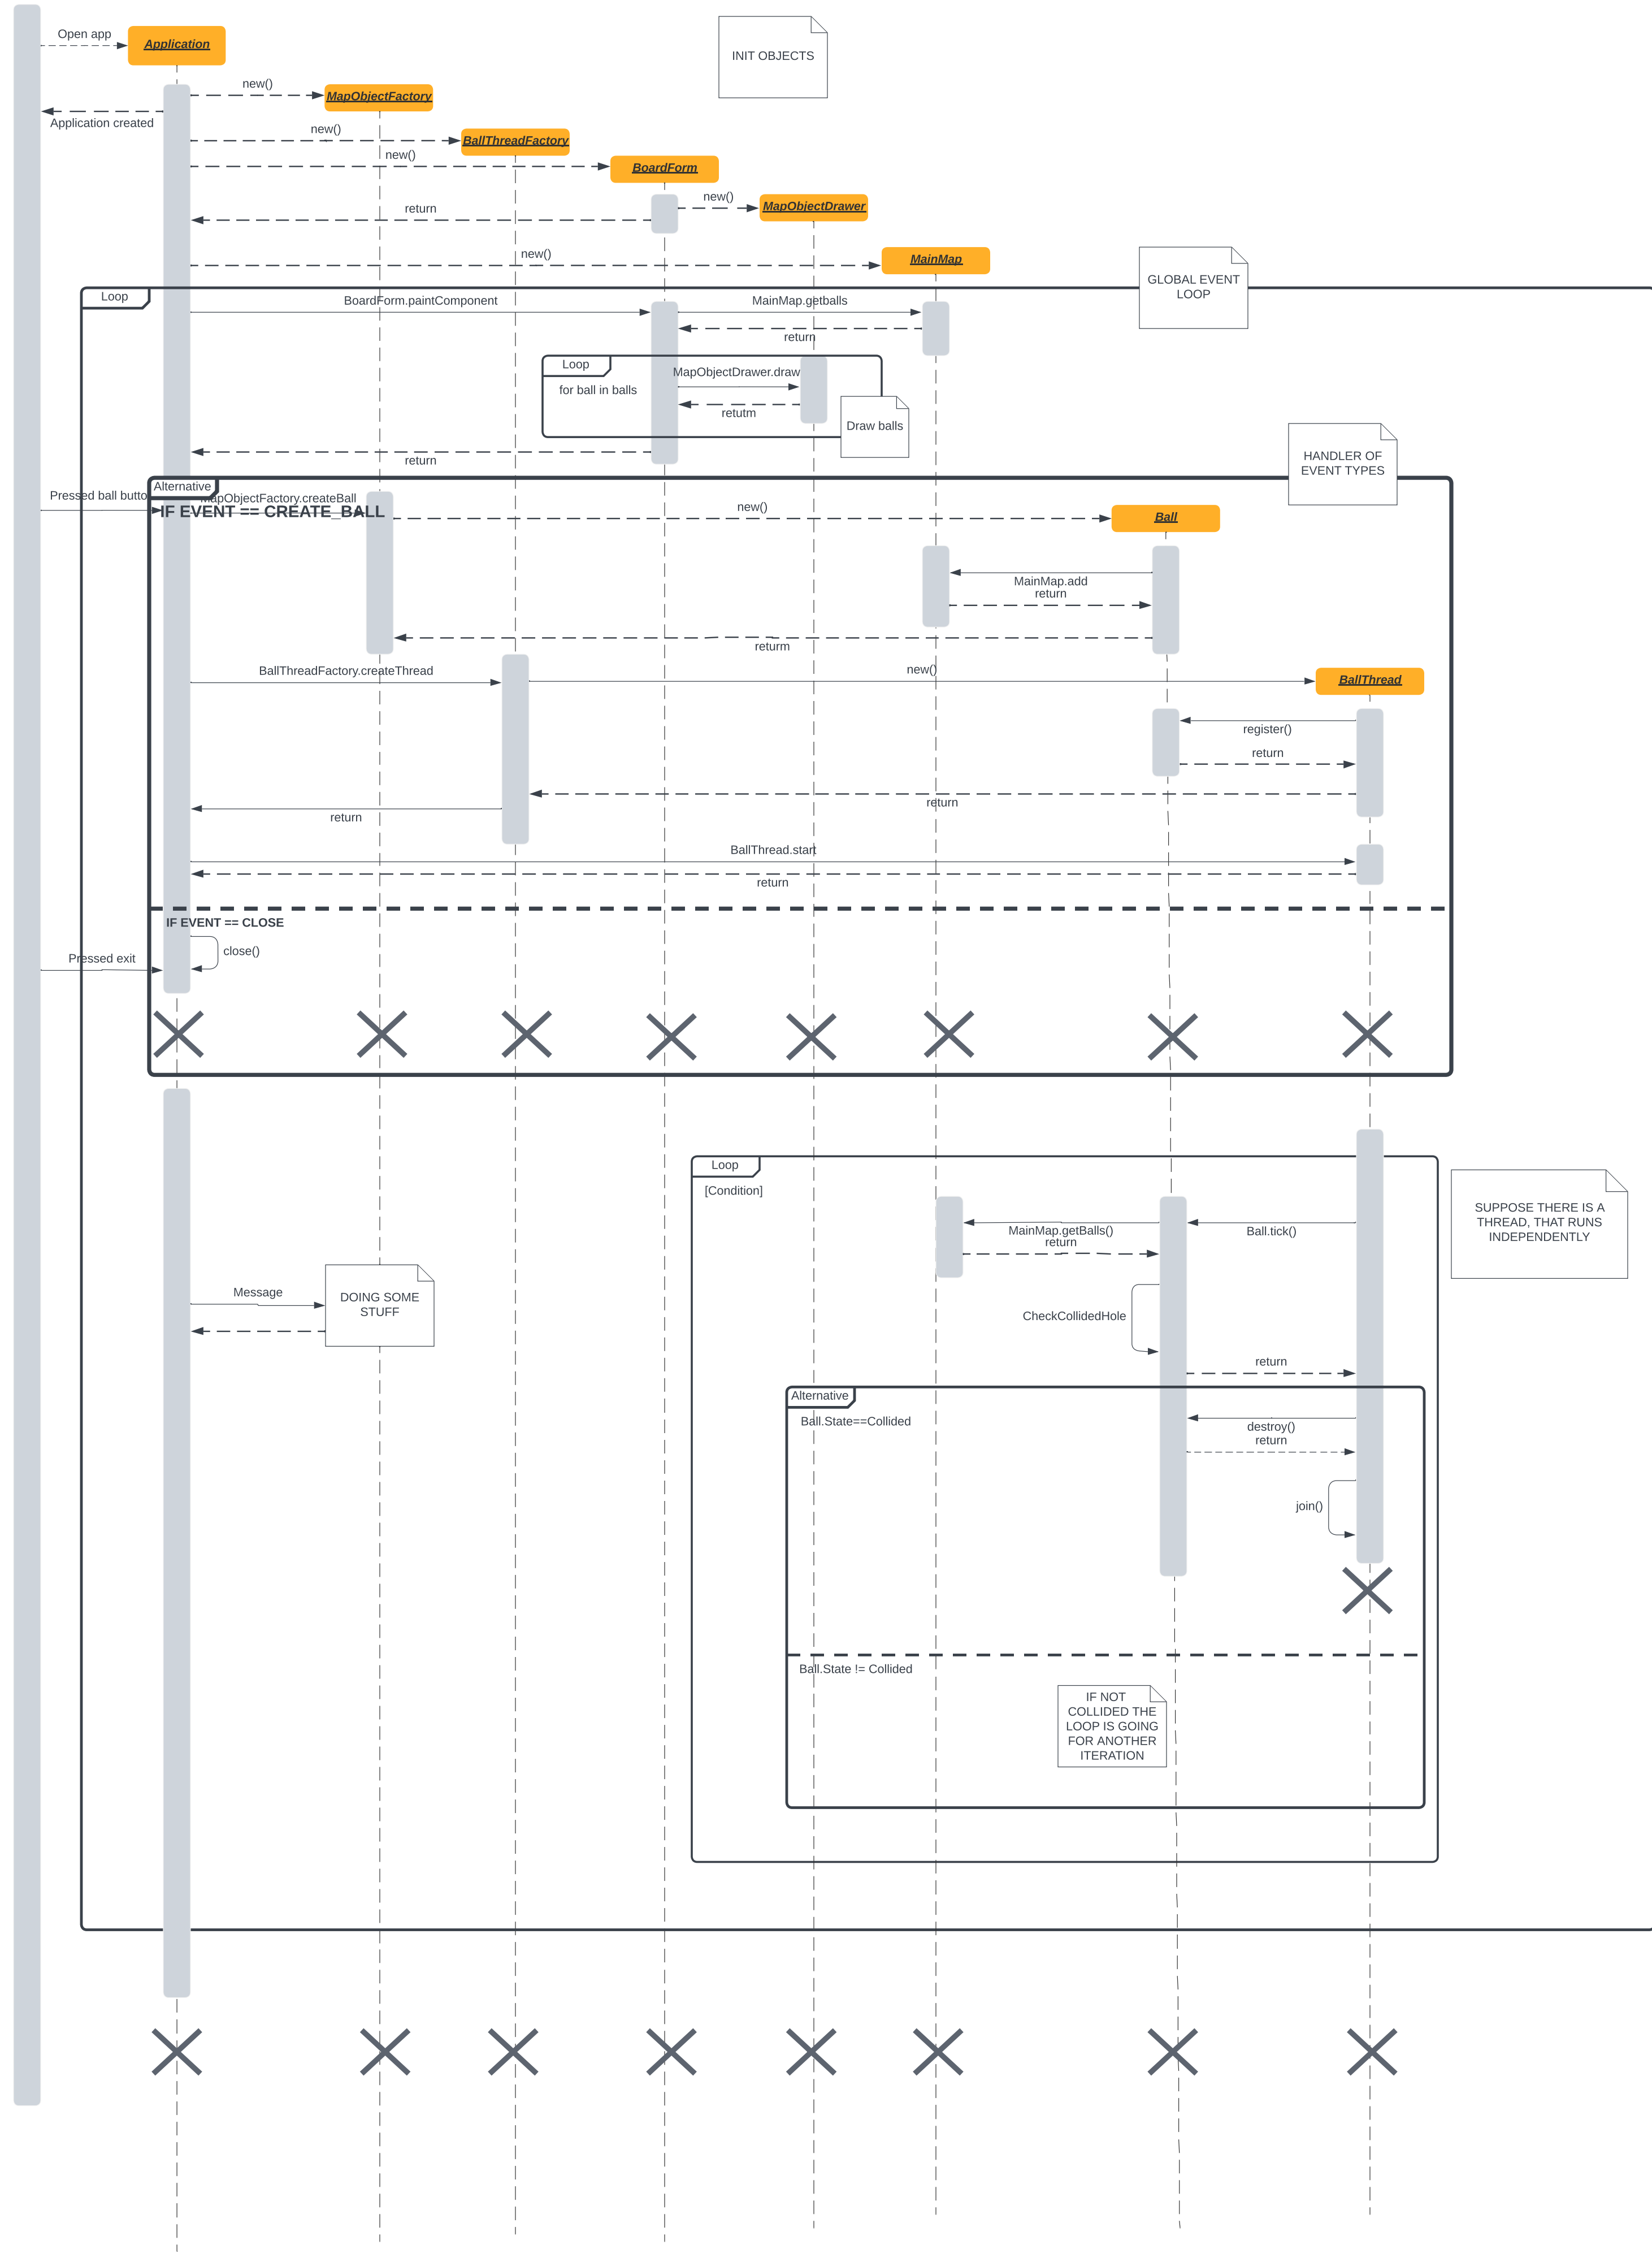 Open app
Application
INIT OBJECTS
new()
MapObjectFactory
Application created
new()
BallThreadFactory
new()
BoardForm
new()
MapObjectDrawer
return
new()
MainMap
GLOBAL EVENT
LOOP
Loop
BoardForm.paintComponent
MainMap.getballs
return
Loop
for ball in balls
MapObjectDrawer.draw
retutm
Draw balls
return
HANDLER OF
EVENT TYPES
Alternative
Pressed ball butto
MapObjectFactory.createBall
IF EVENT == CREATE_BALL
new()
Ball
MainMap.add
return
returm
BallThreadFactory.createThread
new()
BallThread
register()
return
return
return
BallThread.start
return
IF EVENT == CLOSE
close()
Pressed exit
Loop
[Condition]
SUPPOSE THERE IS A
THREAD, THAT RUNS
INDEPENDENTLY
MainMap.getBalls()
return
Ball.tick()
Message
DOING SOME
STUFF
CheckCollidedHole
return
Alternative
Ball.State==Collided
destroy()
return
join()
Ball.State != Collided
IF NOT
COLLIDED THE
LOOP IS GOING
FOR ANOTHER
ITERATION